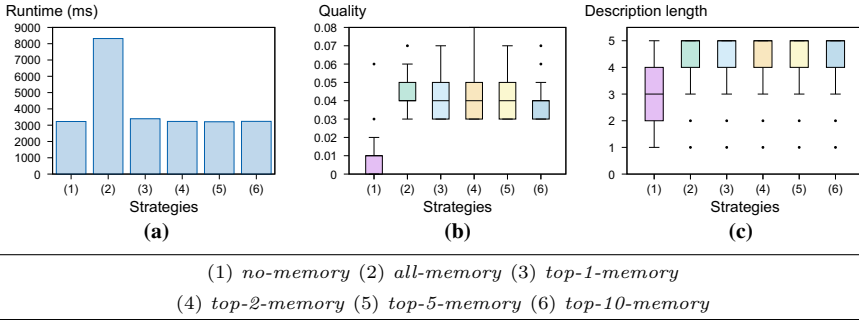 Runtime (ms)
9000
8000
7000
6000
5000
4000
3000
2000
1000
0
(1) (2) (3) (4) (5) (6)
Strategies
(a)
Quality
0.08
0.07
0.06
0.05
0.04
0.03
0.02
0.01
0
(1) (2) (3) (4) (5) (6)
Strategies
(b)
Description length
5
4
3
2
1
0
(1) (2) (3) (4) (5) (6)
Strategies
(c)
(1) no-memory (2) all-memory (3) top-1-memory
(4) top-2-memory (5) top-5-memory (6) top-10-memory